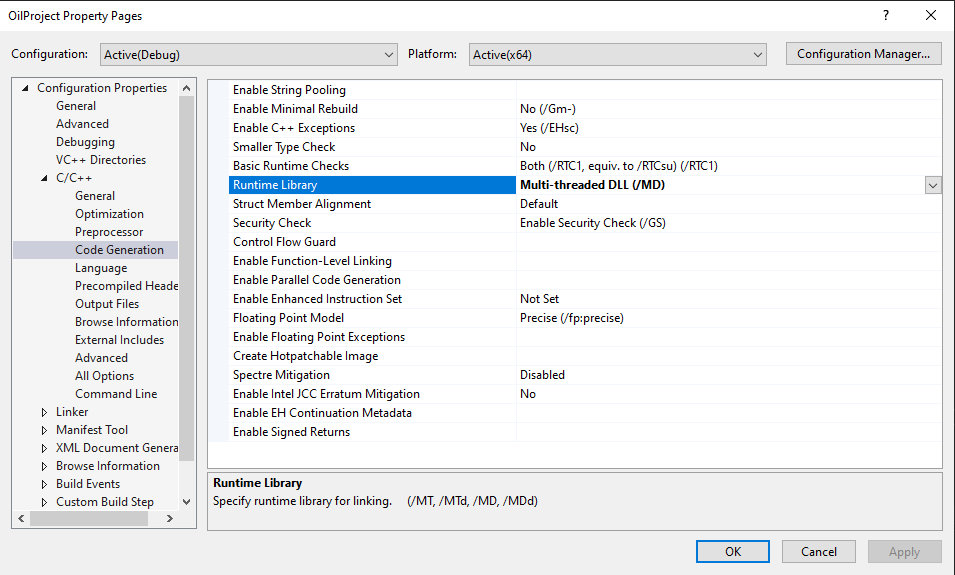 OilProject Property Pages ? ×
Configuration: Active(Debug) Platform: Active(x64) Configuration Manager...
Configuration Properties
General
Advanced
Debugging
VC++ Directories
C/C++
General
Optimization
Preprocessor
Code Generation
Language
Precompiled Heade
Output Files
Browse Information
External Includes
Advanced
All Options
Command Line
Linker
Manifest Tool
XML Document Genera
Browse Information
Build Events
Custom Build Step
Enable String Pooling
Enable Minimal Rebuild No (/Gm-)
Enable C++ Exceptions Yes (/EHsc)
Smaller Type Check No
Basic Runtime Checks Both (/RTC1, equiv. to /RTCsu) (/RTC1)
Runtime Library Multi-threaded DLL (/MD)
Struct Member Alignment Default
Security Check Enable Security Check (/GS)
Control Flow Guard
Enable Function-Level Linking
Enable Parallel Code Generation
Enable Enhanced Instruction Set Not Set
Floating Point Model Precise (/fp:precise)
Enable Floating Point Exceptions
Create Hotpatchable Image
Spectre Mitigation Disabled
Enable Intel JCC Erratum Mitigation No
Enable EH Continuation Metadata
Enable Signed Returns
Runtime Library
Specify runtime library for linking. (/MT, /MTd, /MD, /MDd)
OK Cancel Apply